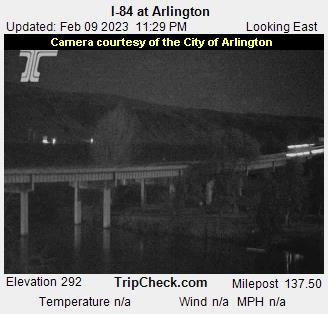 I-84 at Arlington
Updated: Feb 09 2023 11:29 PM Looking East
Camera courtesy of the City of Arlington
Elevation 292 TripCheck.com Milepost 137.50
Temperature n/a Wind n/a MPH n/a